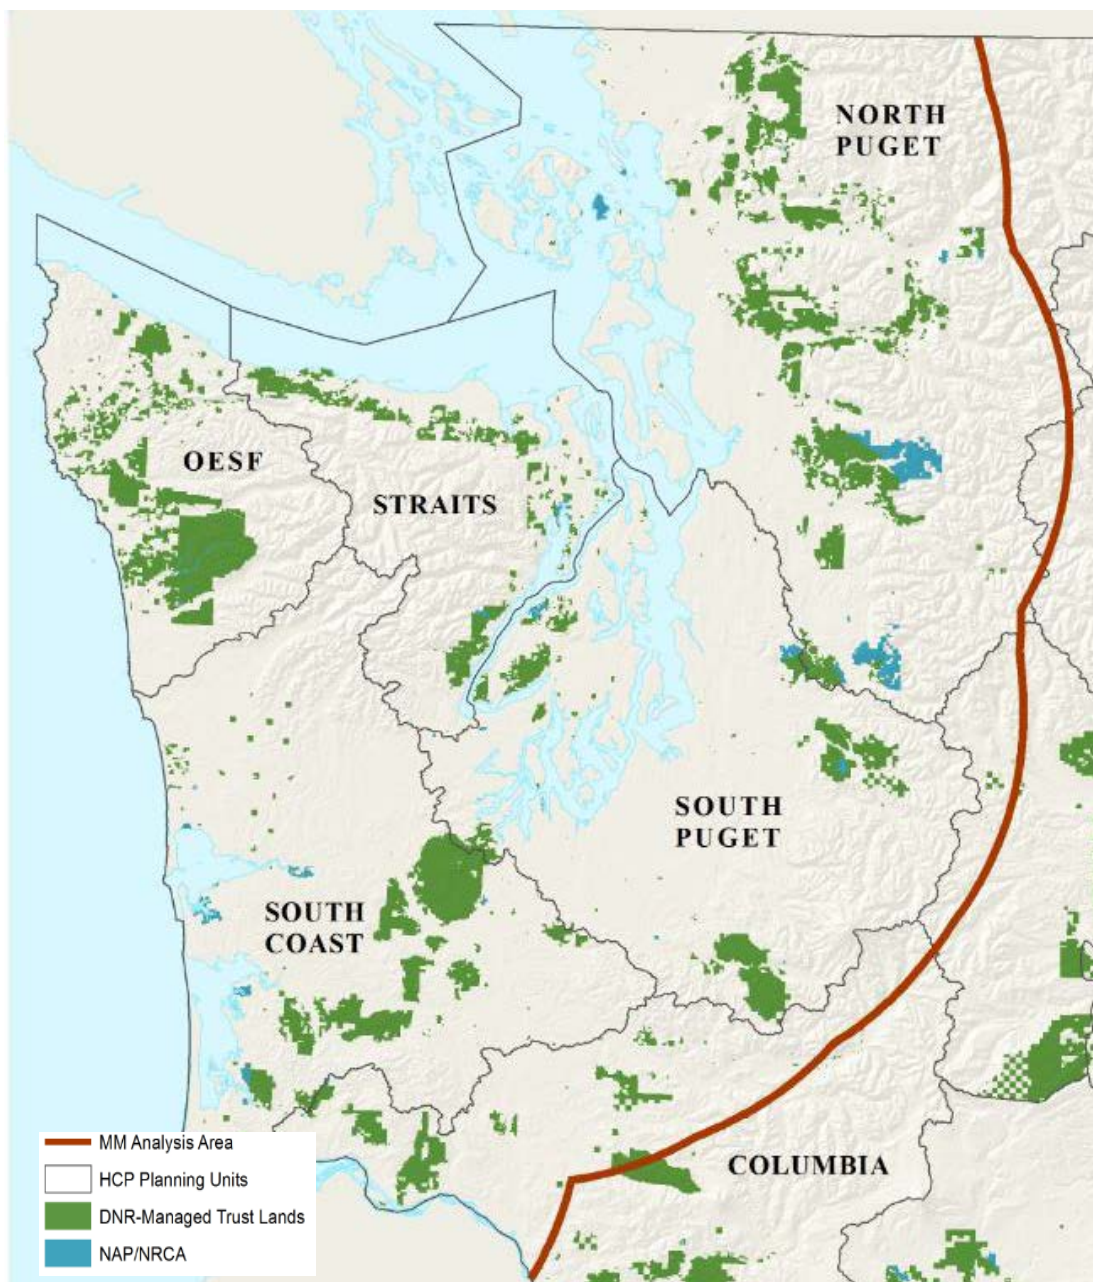 NORTH
PUGET
OESF
STRAITS
SOUTH
PUGET
SOUTH
COAST
COLUMBIA
MM Analysis Area
HCP Planning Units
DNR-Managed Trust Lands
NAP/NRCA